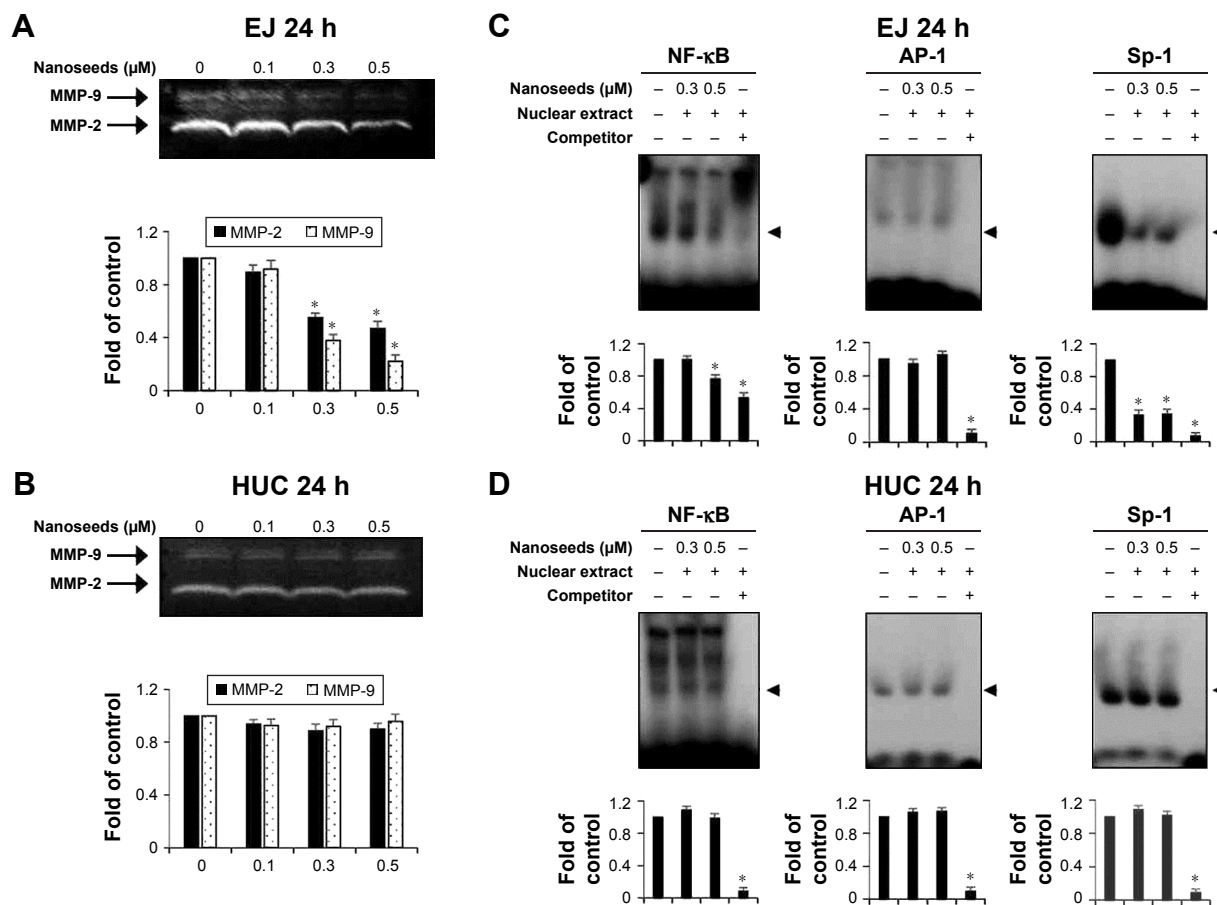 A
EJ 24 h
Nanoseeds (µM) 0 0.1 0.3 0.5
MMP-9
MMP-2
MMP-2 MMP-9
Fold of control
1.2
0.8
0.4
0
* * * *
0 0.1 0.3 0.5
B
HUC 24 h
Nanoseeds (µM) 0 0.1 0.3 0.5
MMP-9
MMP-2
MMP-2 MMP-9
Fold of control
1.2
0.8
0.4
0
0 0.1 0.3 0.5
C
EJ 24 h
NF-κB AP-1 Sp-1
Nanoseeds (µM) – 0.3 0.5 – – 0.3 0.5 – – 0.3 0.5 –
Nuclear extract – + + + – + + + – + + +
Competitor – – – + – – – + – – – +
Fold of control
1.2
0.8
0.4
0
* *
Fold of control
1.2
0.8
0.4
0
*
Fold of control
1.2
0.8
0.4
0
* * *
D
HUC 24 h
NF-κB AP-1 Sp-1
Nanoseeds (µM) – 0.3 0.5 – – 0.3 0.5 – – 0.3 0.5 –
Nuclear extract – + + + – + + + – + + +
Competitor – – – + – – – + – – – +
Fold of control
1.2
0.8
0.4
0
*
Fold of control
1.2
0.8
0.4
0
*
Fold of control
1.2
0.8
0.4
0
*